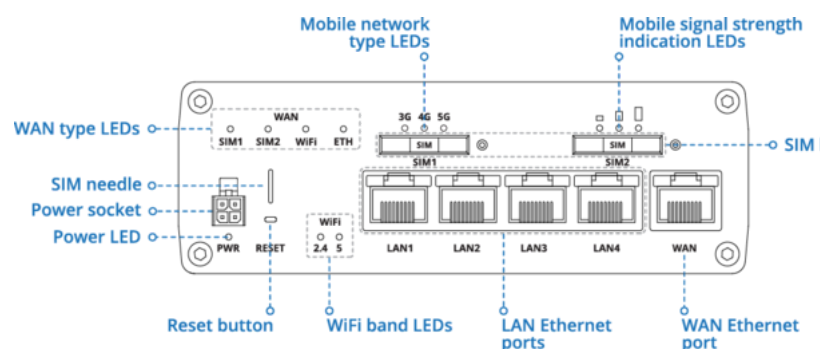 Mobile network
type LEDs
Mobile signal strength
indication LEDs
WAN type LEDs
WAN
SIM1 SIM2 WiFi ETH
3G 4G 5G
SIM
SIM1
SIM
SIM2
SIM
SIM needle
Power socket
Power LED
PWR
RESET
WiFi
2.4 5
LAN1
LAN2
LAN3
LAN4
WAN
Reset button
WiFi band LEDs
LAN Ethernet
ports
WAN Ethernet
port